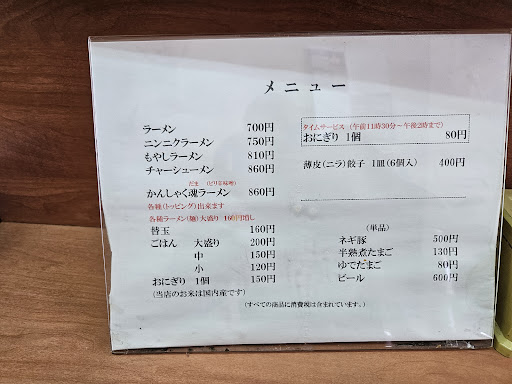 メニュー
ラーメン 700円
ニンニクラーメン 750円
もやしラーメン 810円
チャーシューメン 860円
だま (ピリ辛味噌)
かんしゃく魂ラーメン 860円
各種(トッピング)出来ます
各種ラーメン(麺)大盛り 160円増し
替玉 160円
ごはん 大盛り 200円
中 150円
小 120円
おにぎり 1個 150円
(当店のお米は国内産です)
タイムサービス (午前11時30分~午後2時まで)
おにぎり 1個 80円
薄皮(ニラ)餃子 1皿(6個入) 400円
(単品)
ネギ豚 500円
半熟煮たまご 130円
ゆでたまご 80円
ビール 600円
(すべての商品に消費税は含まれています。)